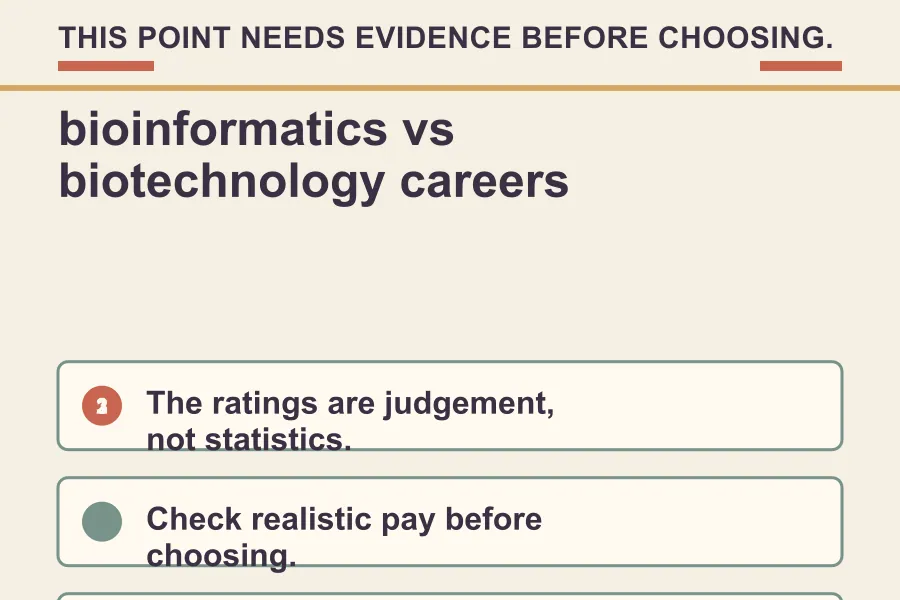 THIS POINT NEEDS EVIDENCE BEFORE CHOOSING.
bioinformatics vs
biotechnology careers
The ratings are judgement,
not statistics.
Check realistic pay before
choosing.